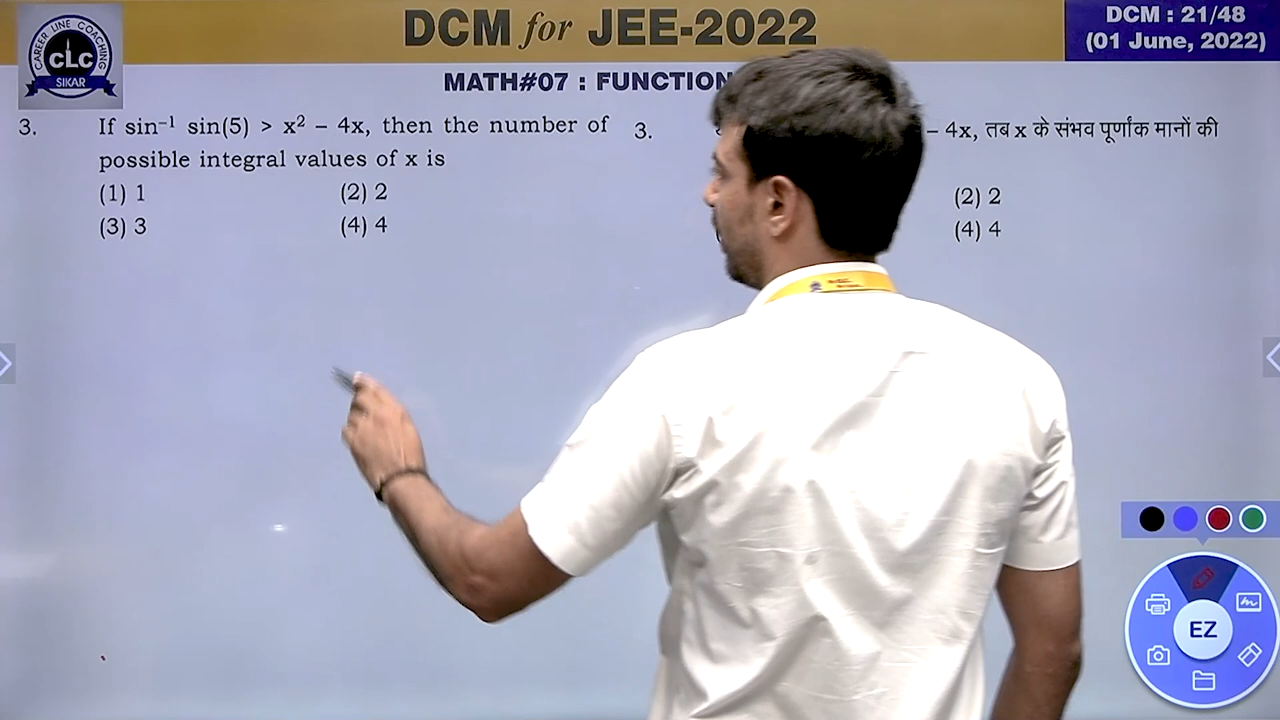 DCM for JEE-2022
DCM : 21/48
(01 June, 2022)
CAREER LINE COACHING
CLC
SIKAR
MATH#07 : FUNCTION
3. If sin⁻¹ sin(5) > x² – 4x, then the number of
possible integral values of x is
(1) 1 (2) 2
(3) 3 (4) 4
3. – 4x, तब x के संभव पूर्णांक मानों की
(2) 2
(4) 4
EZ